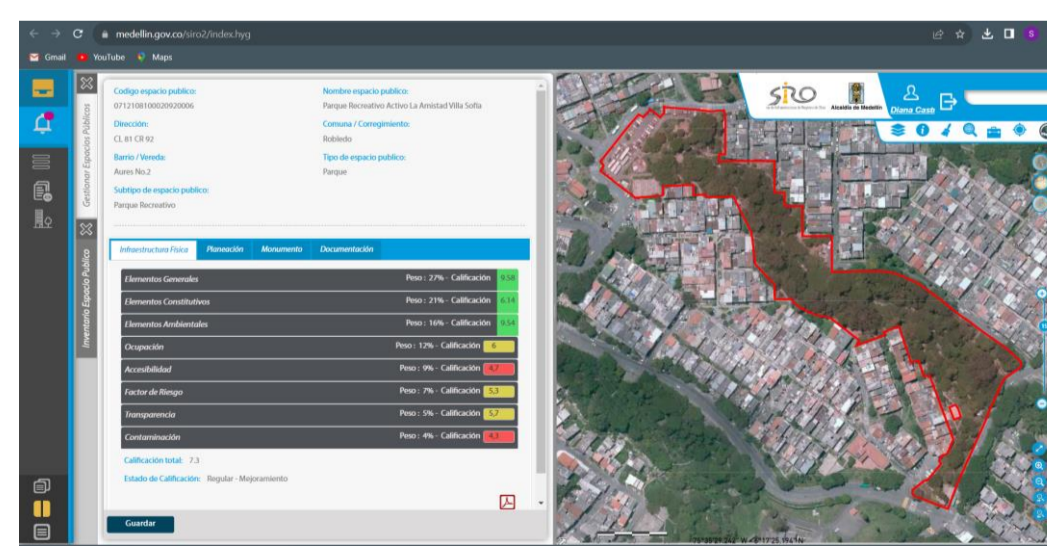 medellin.gov.co/siro2/index.hyg
Gmail YouTube Maps
Gestionar Espacios Públicos
Inventario Espacio Publico
Codigo espacio publico: Nombre espacio publico:
0712108100020920006 Parque Recreativo Activo La Amistad Villa Sofia
Dirección: Comuna / Corregimiento:
CL 81 CR 92 Robledo
Barrio / Vereda: Tipo de espacio publico:
Aures No.2 Parque
Subtipo de espacio publico:
Parque Recreativo
Infraestructura Física Planeación Monumento Documentación
Elementos Generales Peso : 27% - Calificación 9.58
Elementos Constitutivos Peso : 21% - Calificación 6.14
Elementos Ambientales Peso : 16% - Calificación 9.54
Ocupación Peso : 12% - Calificación 6
Accesibilidad Peso : 9% - Calificación 4,7
Factor de Riesgo Peso : 7% - Calificación 5,3
Transparencia Peso : 5% - Calificación 5,7
Contaminación Peso : 4% - Calificación 4,3
Calificación total: 7.3
Estado de Calificación: Regular - Mejoramiento
Guardar
SIRO
Alcaldía de Medellín
Diana Caso
S